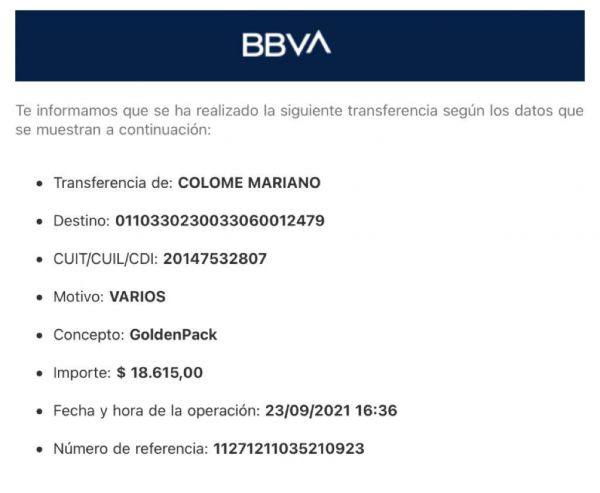 BBVA
Te informamos que se ha realizado la siguiente transferencia según los datos que
se muestran a continuación:
• Transferencia de: COLOME MARIANO
• Destino: 0110330230033060012479
• CUIT/CUIL/CDI: 20147532807
• Motivo: VARIOS
• Concepto: GoldenPack
• Importe: $ 18.615,00
• Fecha y hora de la operación: 23/09/2021 16:36
• Número de referencia: 11271211035210923